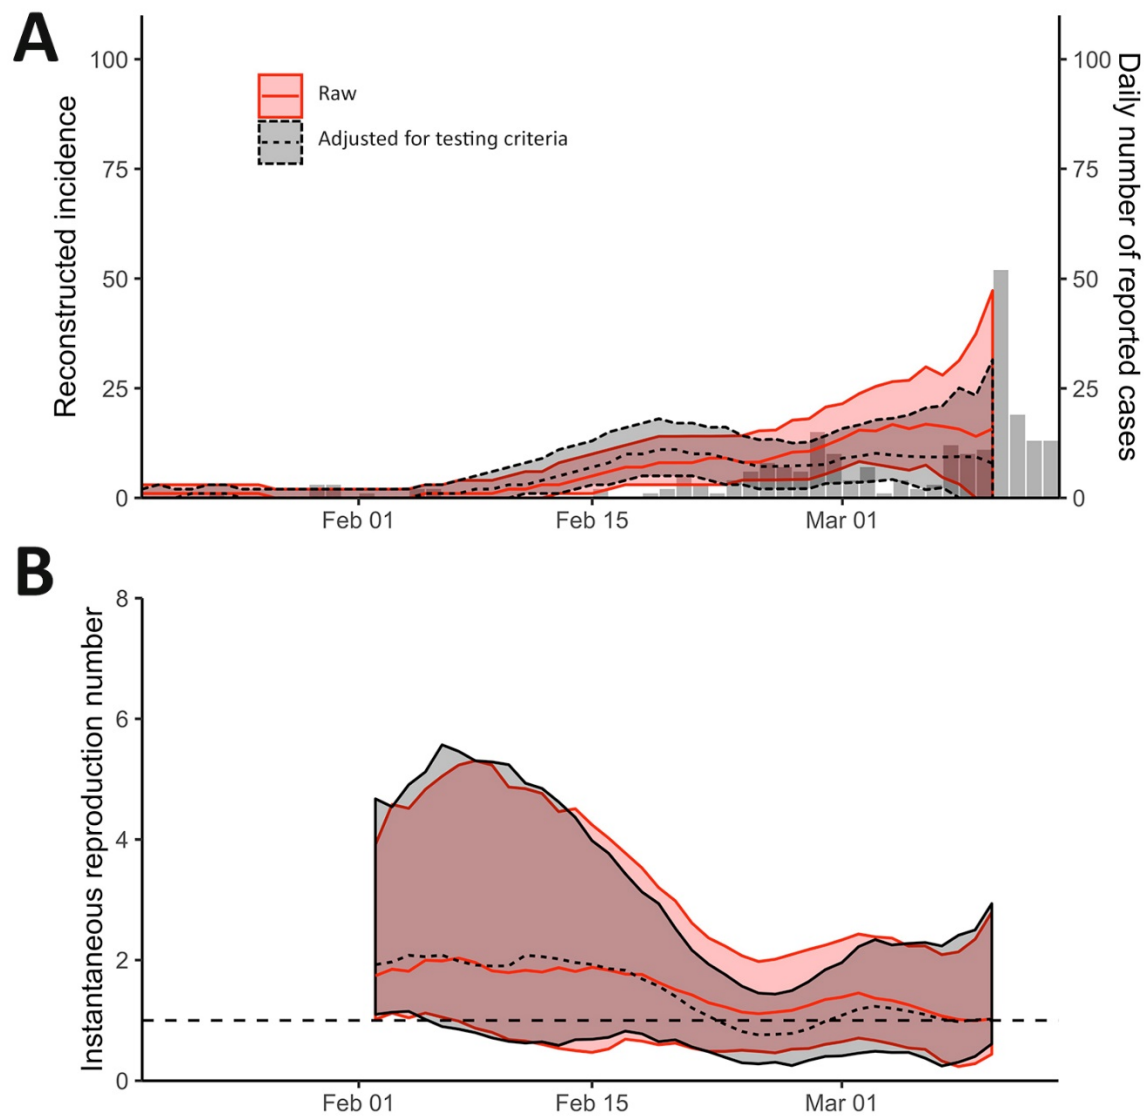 A
Reconstructed incidence
100
75
50
25
0
Raw
Adjusted for testing criteria
100
75
50
25
0
Daily number of reported cases
Feb 01
Feb 15
Mar 01
B
Instantaneous reproduction number
8
6
4
2
0
Feb 01
Feb 15
Mar 01